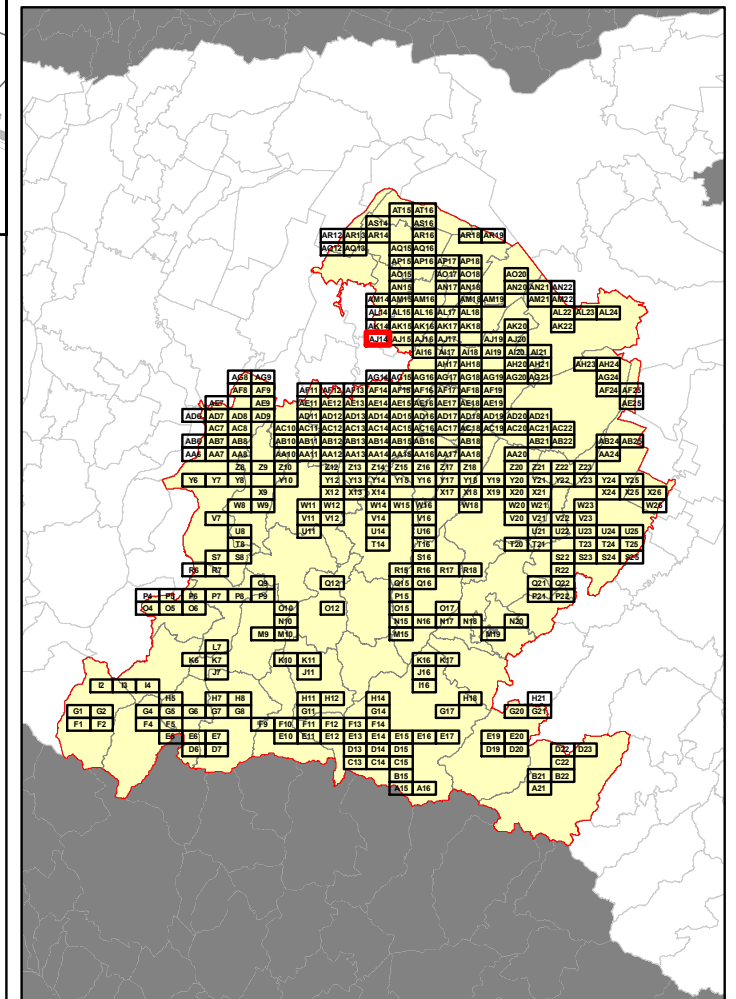 AT15 AT16
AS14 AS16
AR12 AR13 AR14 AR16 AR18 AR19
AQ12 AQ13 AQ15 AQ16
AP15 AP16 AP17 AP18
AO15 AO17 AO18 AO20
AN15 AN17 AN18 AN20 AN21 AN22
AM14 AM15 AM16 AM18 AM19 AM21 AM22
AL14 AL15 AL16 AL17 AL18 AL22 AL23 AL24
AK14 AK15 AK16 AK17 AK18 AK20 AK22
AJ14 AJ15 AJ16 AJ17 AJ19 AJ20
AI16 AI17 AI18 AI19 AI20 AI21
AH17 AH18 AH20 AH21 AH23 AH24
AG8 AG9 AG14 AG15 AG16 AG17 AG18 AG19 AG20 AG21 AG24
AF8 AF9 AF11 AF12 AF13 AF14 AF15 AF16 AF17 AF18 AF19 AF24 AF25
AE7 AE9 AE11 AE12 AE13 AE14 AE15 AE16 AE17 AE18 AE19 AE25
AD6 AD7 AD8 AD9 AD11 AD12 AD13 AD14 AD15 AD16 AD17 AD18 AD19 AD20 AD21
AC7 AC8 AC10 AC11 AC12 AC13 AC14 AC15 AC16 AC17 AC18 AC19 AC20 AC21 AC22
AB6 AB7 AB8 AB10 AB11 AB12 AB13 AB14 AB15 AB16 AB18 AB21 AB22 AB24 AB25
AA6 AA7 AA8 AA10 AA11 AA12 AA13 AA14 AA15 AA16 AA17 AA18 AA20 AA24
Z8 Z9 Z10 Z12 Z13 Z14 Z15 Z16 Z17 Z18 Z20 Z21 Z22 Z23
Y6 Y7 Y8 Y10 Y12 Y13 Y14 Y15 Y16 Y17 Y18 Y19 Y20 Y21 Y22 Y23 Y24 Y25
X9 X12 X13 X14 X17 X18 X19 X20 X21 X24 X25 X26
W8 W9 W11 W12 W14 W15 W16 W18 W20 W21 W23 W26
V7 V11 V12 V14 V16 V20 V21 V22 V23
U8 U11 U14 U16 U21 U22 U23 U24 U25
T8 T14 T16 T20 T21 T23 T24 T25
S7 S8 S16 S22 S23 S24 S25
R6 R7 R15 R16 R17 R18 R22
Q9 Q12 Q15 Q16 Q21 Q22
P4 P5 P6 P7 P8 P9 P15 P21 P22
O4 O5 O6 O10 O12 O15 O17
N10 N15 N16 N17 N18 N20
M9 M10 M15 M19
L7
K6 K7 K10 K11 K16 K17
J7 J11 J16
I2 I3 I4 I16
H5 H7 H8 H11 H12 H14 H18 H21
G1 G2 G4 G5 G6 G7 G8 G11 G14 G17 G20 G21
F1 F2 F4 F5 F9 F10 F11 F12 F13 F14
E5 E6 E7 E10 E11 E12 E13 E14 E15 E16 E17 E19 E20
D6 D7 D13 D14 D15 D19 D20 D22 D23
C13 C14 C15 C22
B15 B21 B22
A15 A16 A21